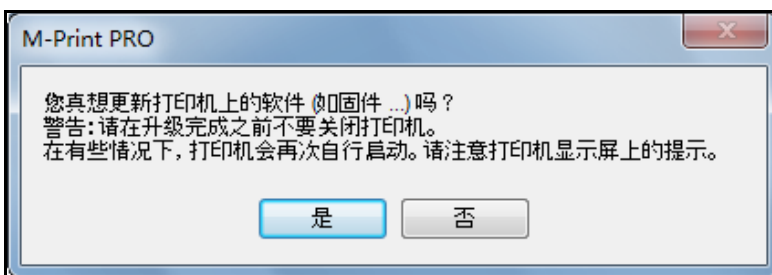 M-Print PRO
您真想更新打印机上的软件 (如固件 ...) 吗？
警告：请在升级完成之前不要关闭打印机。
在有些情况下，打印机会再次自行启动。请注意打印机显示屏上的提示。
是
否